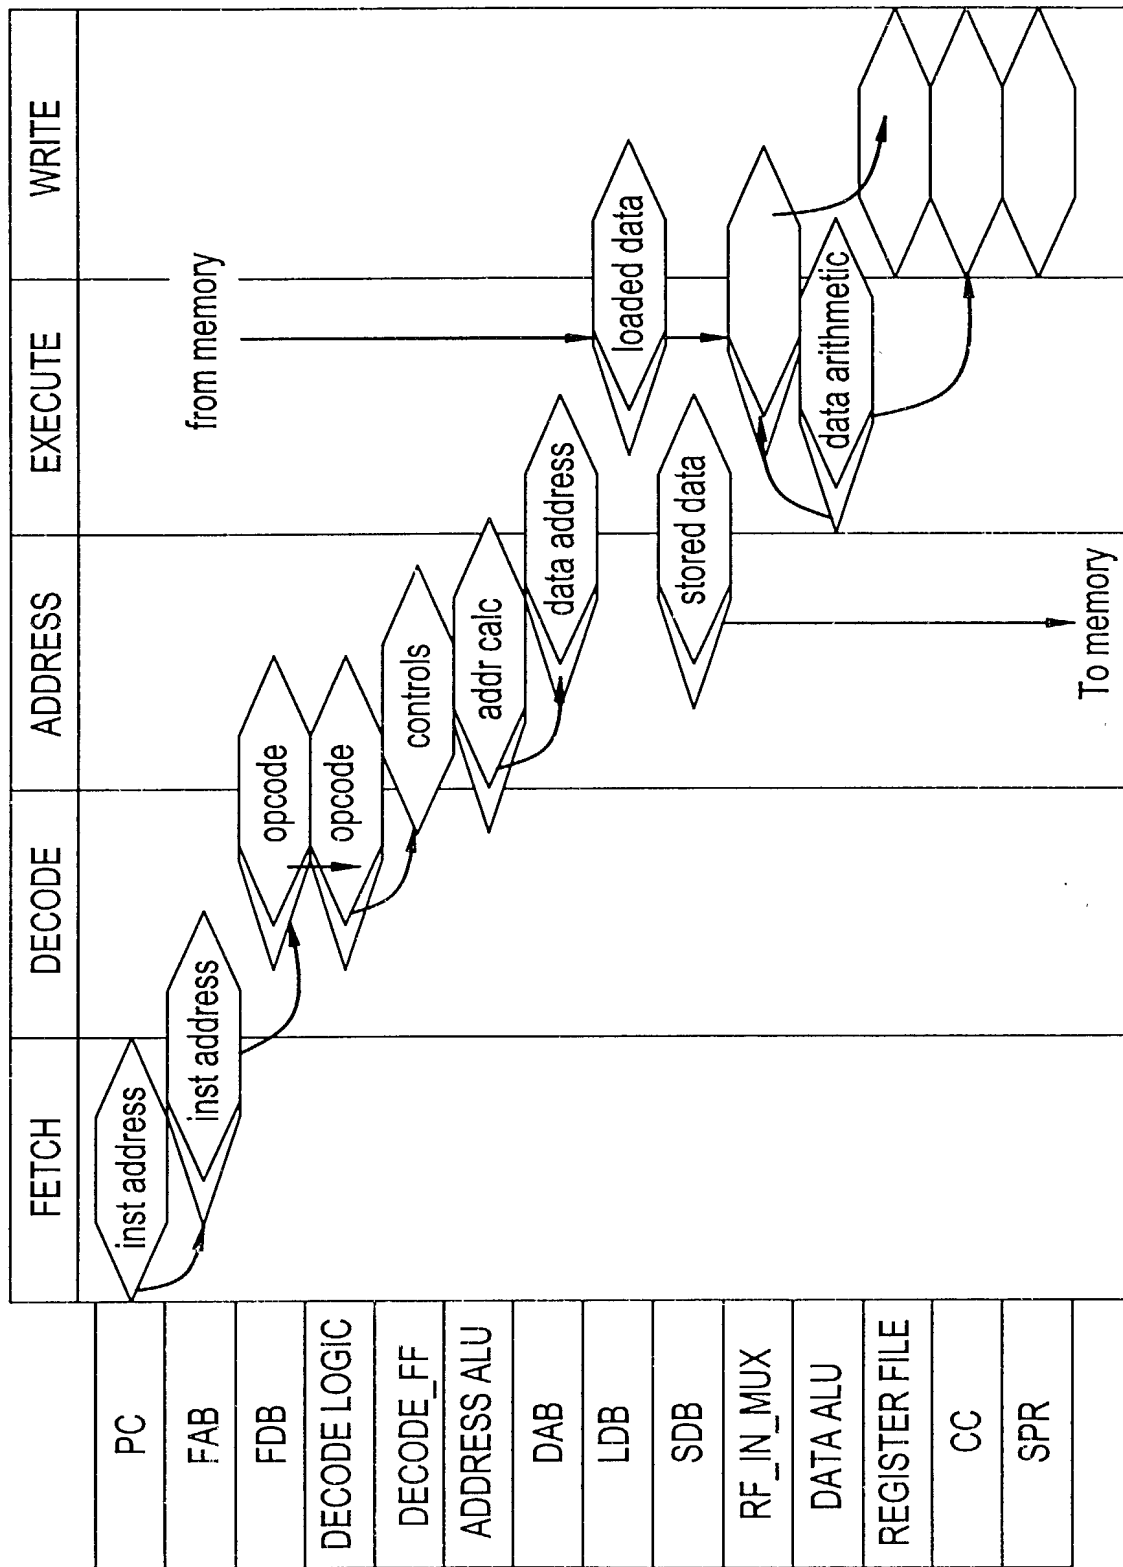 FETCH
DECODE
ADDRESS
EXECUTE
WRITE
PC
inst address
FAB
inst address
FDB
opcode
from memory
DECODE LOGIC
opcode
DECODE_FF
controls
ADDRESS ALU
addr calc
DAB
data address
LDB
loaded data
SDB
stored data
RF_IN_MUX
DATA ALU
data arithmetic
REGISTER FILE
CC
SPR
To memory